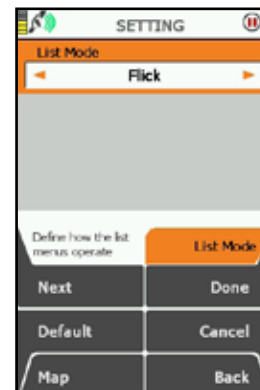 SETTING
List Mode
Flick
Define how the list
menus operate
List Mode
Next
Done
Default
Cancel
Map
Back